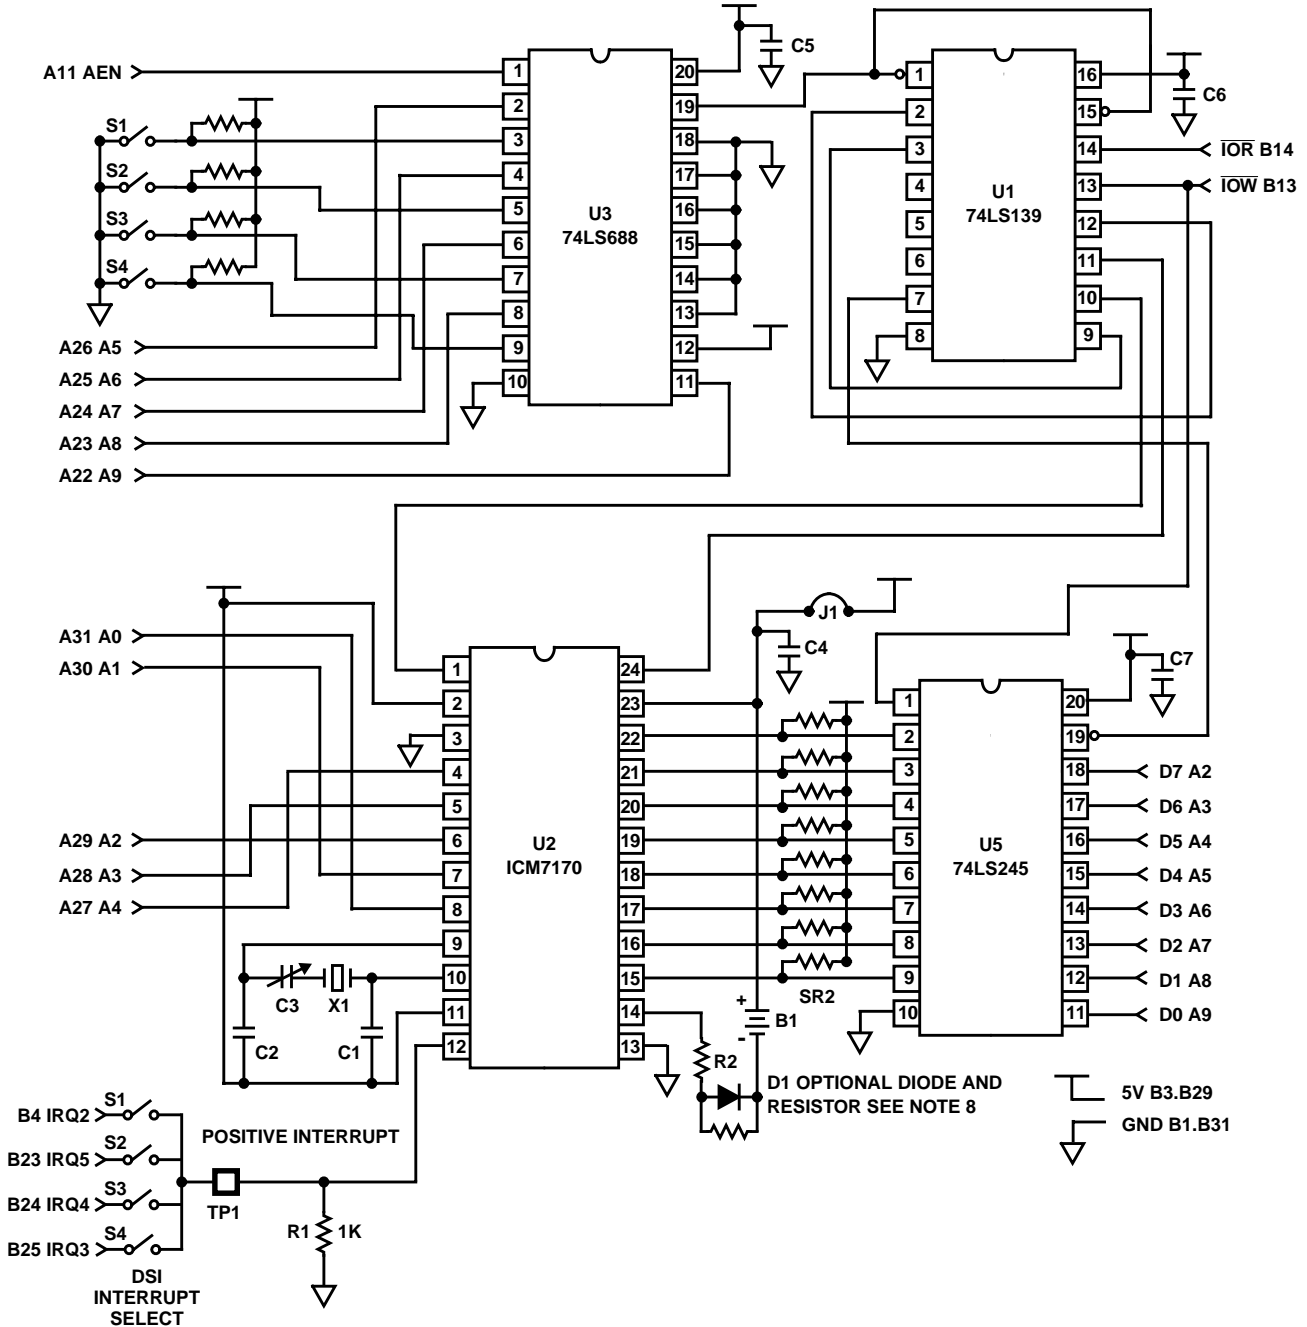 A11 AEN
S1
S2
S3
S4
A26 A5
A25 A6
A24 A7
A23 A8
A22 A9
1
2
3
4
5
6
7
8
9
10
U3
74LS688
20
19
18
17
16
15
14
13
12
11
C5
1
2
3
4
5
6
7
8
U1
74LS139
16
15
14
13
12
11
10
9
C6
IOR B14
IOW B13
A31 A0
A30 A1
A29 A2
A28 A3
A27 A4
C3
X1
C2
C1
1
2
3
4
5
6
7
8
9
10
11
12
U2
ICM7170
24
23
22
21
20
19
18
17
16
15
14
13
J1
C4
SR2
+
B1
-
R2
D1 OPTIONAL DIODE AND
RESISTOR SEE NOTE 8
1
2
3
4
5
6
7
8
9
10
U5
74LS245
20
19
18
17
16
15
14
13
12
11
C7
D7 A2
D6 A3
D5 A4
D4 A5
D3 A6
D2 A7
D1 A8
D0 A9
5V B3.B29
GND B1.B31
B4 IRQ2
S1
B23 IRQ5
S2
B24 IRQ4
S3
B25 IRQ3
S4
POSITIVE INTERRUPT
TP1
R1
1K
DSI
INTERRUPT
SELECT